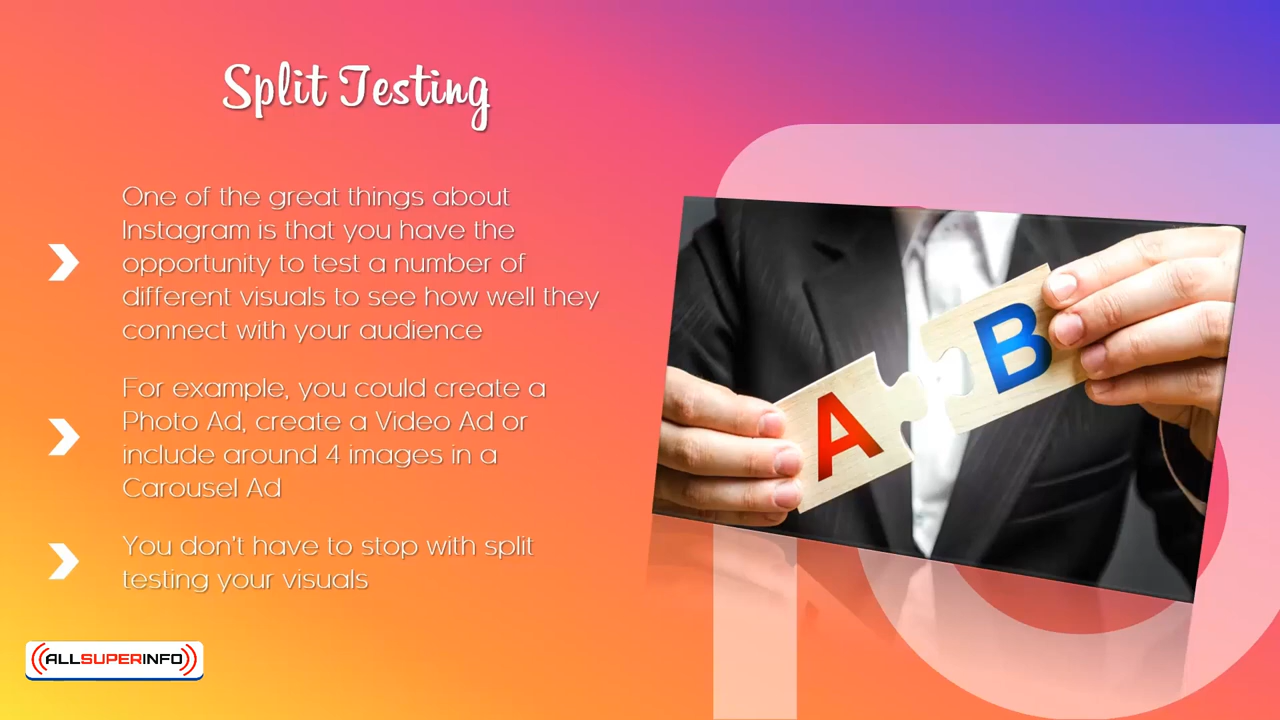 Split Testing
One of the great things about
Instagram is that you have the
opportunity to test a number of
different visuals to see how well they
connect with your audience
For example, you could create a
Photo Ad, create a Video Ad or
include around 4 images in a
Carousel Ad
You don't have to stop with split
testing your visuals
A
B
ALLSUPERINFO